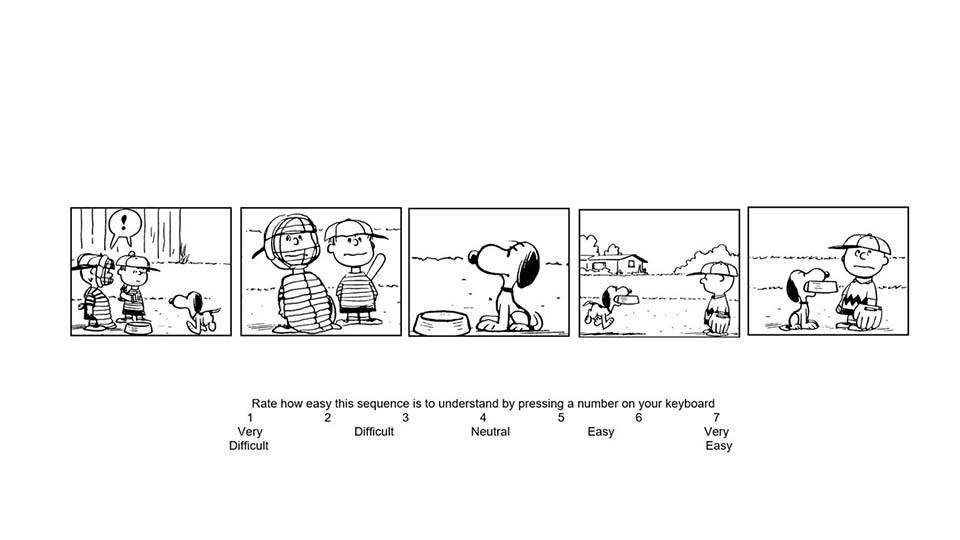 !
Rate how easy this sequence is to understand by pressing a number on your keyboard
1 2 3 4 5 6 7
Very Difficult Neutral Easy Very
Difficult Easy